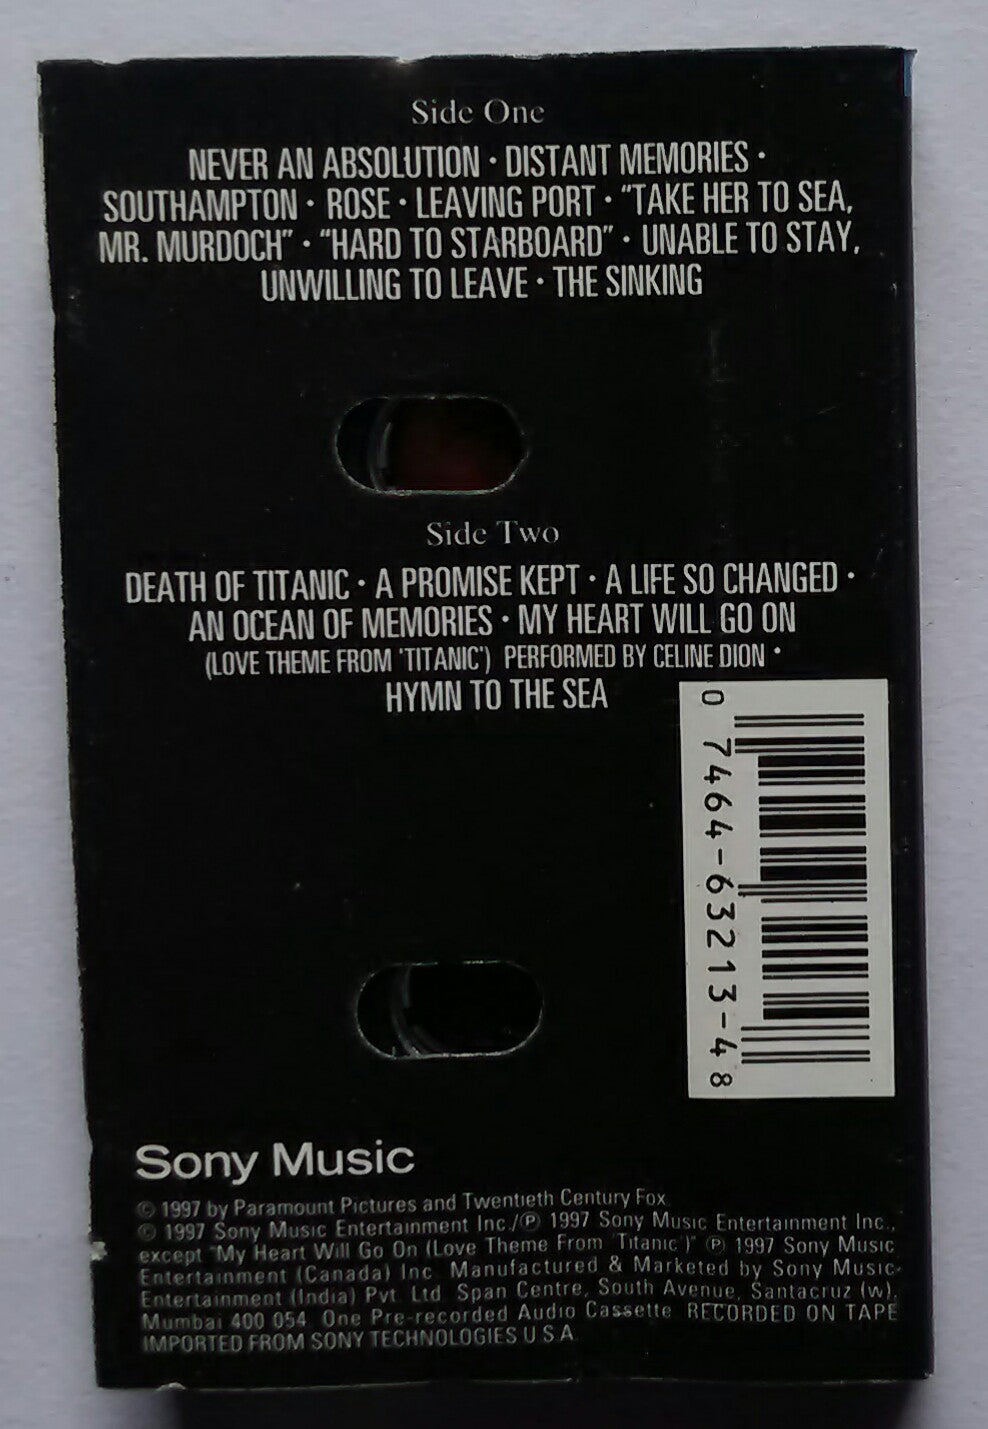 Side One
NEVER AN ABSOLUTION · DISTANT MEMORIES ·
SOUTHAMPTON · ROSE · LEAVING PORT · "TAKE HER TO SEA,
MR. MURDOCH" · "HARD TO STARBOARD" · UNABLE TO STAY,
UNWILLING TO LEAVE · THE SINKING
Side Two
DEATH OF TITANIC · A PROMISE KEPT · A LIFE SO CHANGED ·
AN OCEAN OF MEMORIES · MY HEART WILL GO ON
(LOVE THEME FROM 'TITANIC') PERFORMED BY CELINE DION ·
HYMN TO THE SEA
0 7464-63213-4 8
Sony Music
© 1997 by Paramount Pictures and Twentieth Century Fox
© 1997 Sony Music Entertainment Inc./℗ 1997 Sony Music Entertainment Inc.,
except "My Heart Will Go On (Love Theme From 'Titanic')" ℗ 1997 Sony Music
Entertainment (Canada) Inc. Manufactured & Marketed by Sony Music
Entertainment (India) Pvt. Ltd. Span Centre, South Avenue, Santacruz (w),
Mumbai 400 054. One Pre-recorded Audio Cassette. RECORDED ON TAPE
IMPORTED FROM SONY TECHNOLOGIES U.S.A.